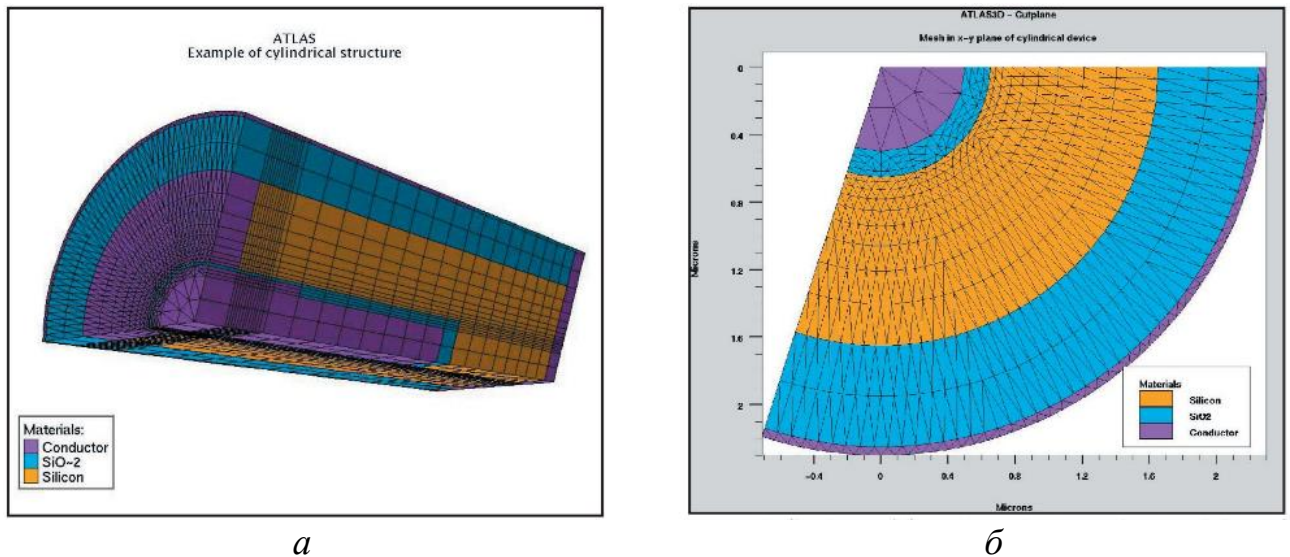 ATLAS
Example of cylindrical structure
Materials:
Conductor
SiO~2
Silicon
а
ATLAS3D - Cutplane
Mesh in x-y plane of cylindrical device
Microns
0
0.4
0.8
1.2
1.6
2
Materials
Silicon
SiO2
Conductor
-0.4
0
0.4
0.8
1.2
1.6
2
Microns
б